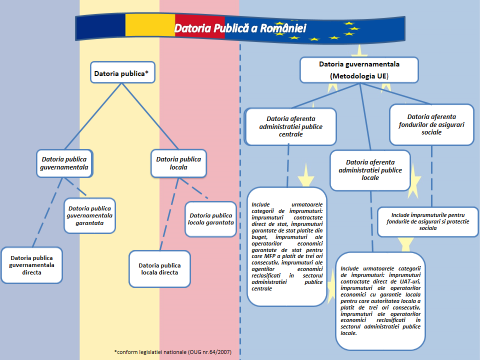 Datoria Publică a României
Datoria publica*
Datoria publica
guvernamentala
Datoria publica
locala
Datoria publica
guvernamentala
garantata
Datoria publica
locala garantata
Datoria publica
guvernamentala
directa
Datoria publica
locala directa
*conform legislatiei nationale (OUG nr.64/2007)
Datoria guvernamentala
(Metodologia UE)
Datoria aferenta
administratiei publice
centrale
Datoria aferenta
fondurilor de asigurari
sociale
Datoria aferenta
administratiei publice
locale
Include urmatoarele
categorii de imprumuturi:
imprumuturi contractate
direct de stat, imprumuturi
garantate de stat platite din
buget, imprumuturi ale
operatorilor economici
garantate de stat pentru
care MFP a platit de trei ori
consecutiv, imprumuturi ale
agentilor economici
reclasificati in sectorul
administratiei publice
centrale
Include imprumuturile pentru
fondurile de asigurari si protectie
sociala
Include urmatoarele categorii
de imprumuturi: imprumuturi
contractate direct de UAT-uri,
imprumuturi ale operatorilor
economici cu garantie locala
pentru care autoritatea locala a
platit de trei ori consecutiv,
imprumuturi ale operatorilor
economici reclasificati in
sectorul administratiei publice
locale.